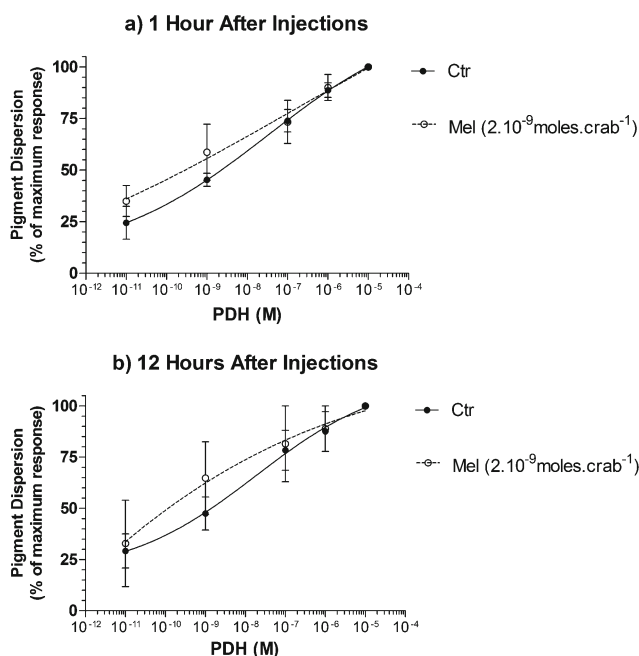 a) 1 Hour After Injections
Pigment Dispersion
(% of maximum response)
100
75
50
25
0
10⁻¹² 10⁻¹¹ 10⁻¹⁰ 10⁻⁹ 10⁻⁸ 10⁻⁷ 10⁻⁶ 10⁻⁵ 10⁻⁴
PDH (M)
Ctr
Mel (2.10⁻⁹moles.crab⁻¹)
b) 12 Hours After Injections
Pigment Dispersion
(% of maximum response)
100
75
50
25
0
10⁻¹² 10⁻¹¹ 10⁻¹⁰ 10⁻⁹ 10⁻⁸ 10⁻⁷ 10⁻⁶ 10⁻⁵ 10⁻⁴
PDH (M)
Ctr
Mel (2.10⁻⁹moles.crab⁻¹)